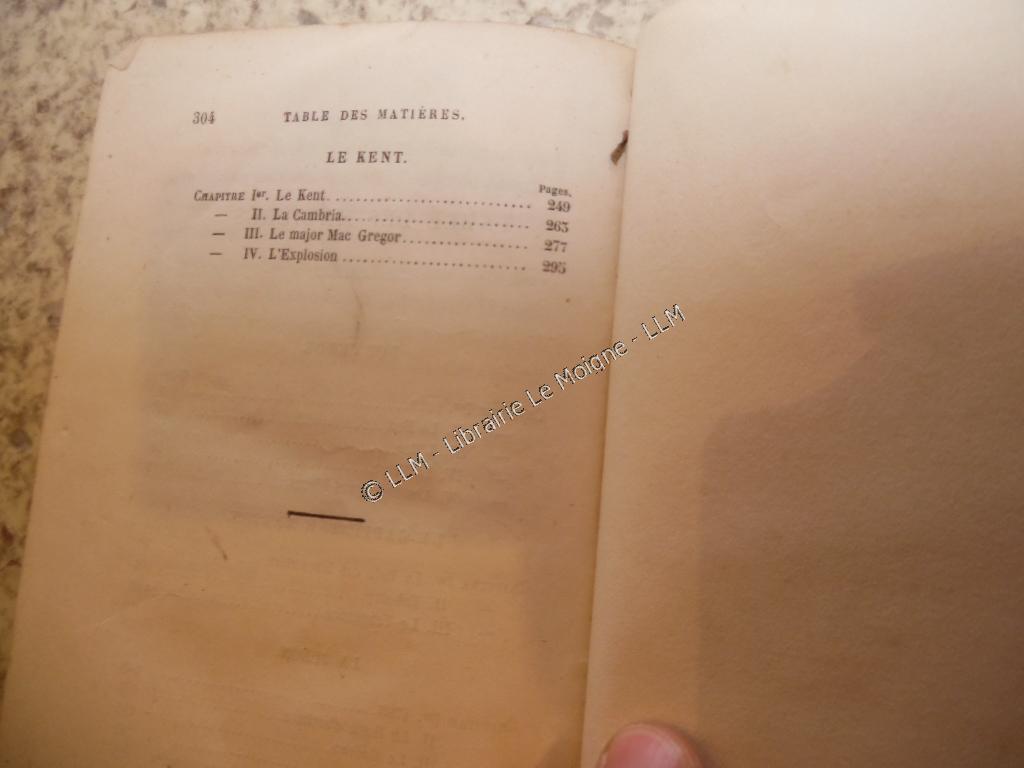 304 TABLE DES MATIÈRES.
LE KENT.
Pages.
CHAPITRE Ier. Le Kent.............................. 249
— II. La Cambria............................ 263
— III. Le major Mac Gregor.................. 277
— IV. L'Explosion.......................... 295
© LLM - Librairie Le Moigne - LLM